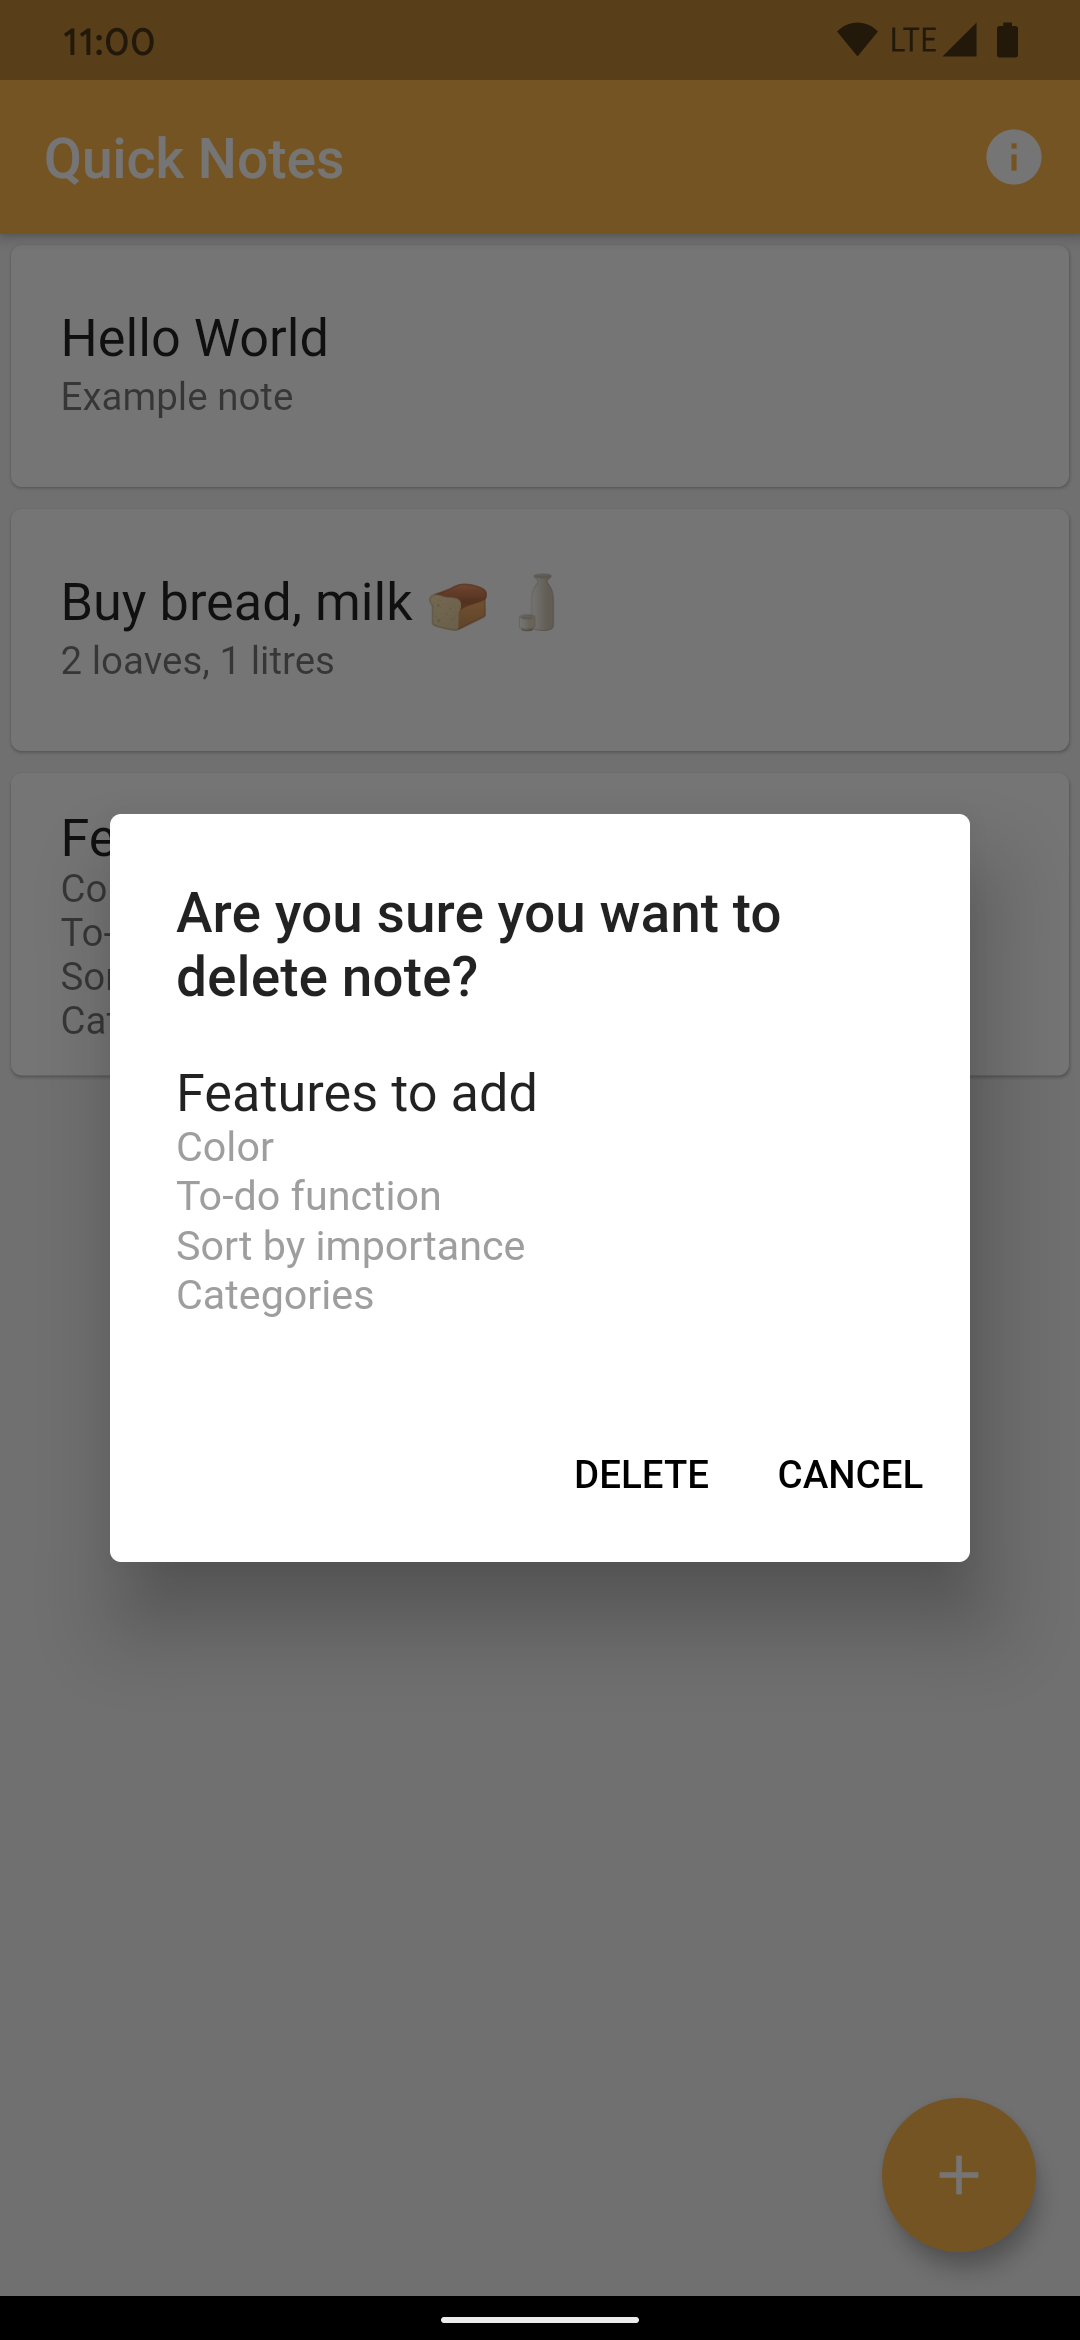 11:00 LTE
Quick Notes
Hello World
Example note
Buy bread, milk 🍞 🥛
2 loaves, 1 litres
Fe
Co
To-
Sor
Cat
Are you sure you want to
delete note?
Features to add
Color
To-do function
Sort by importance
Categories
DELETE CANCEL